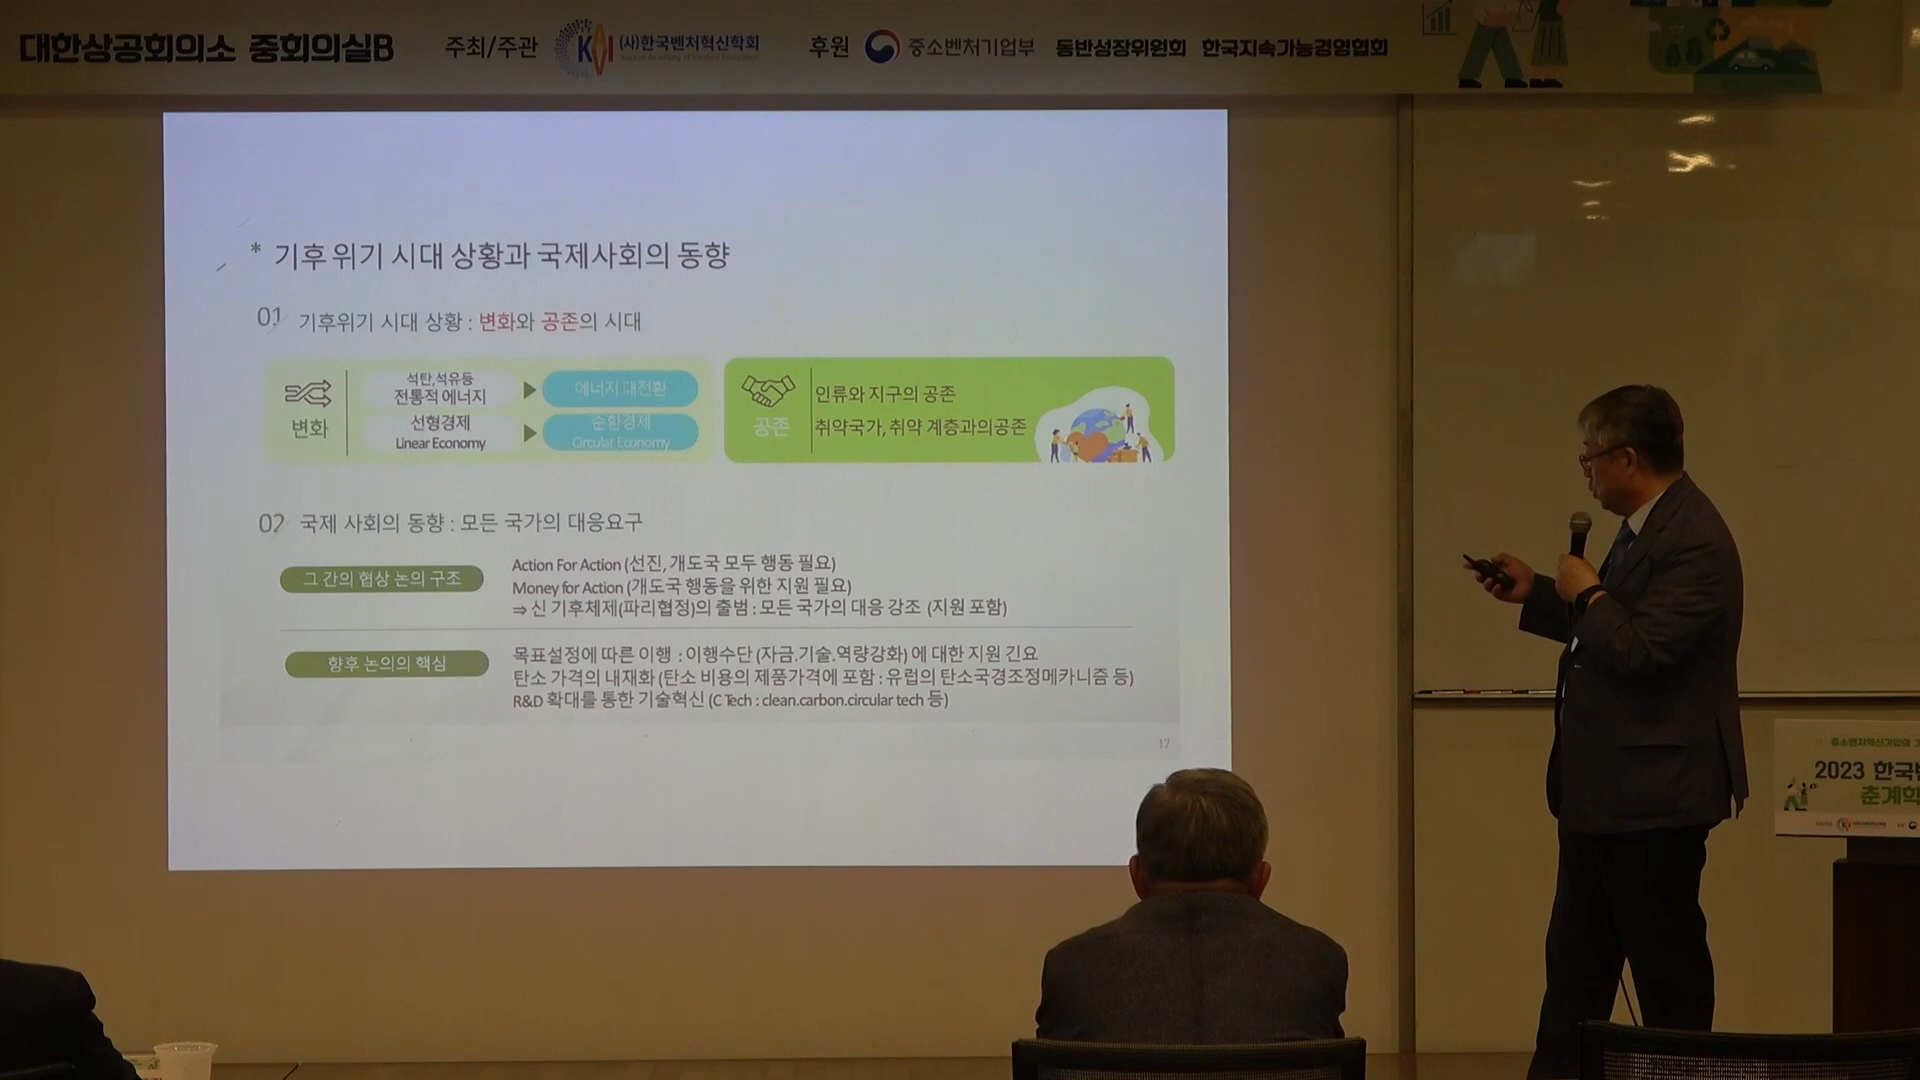 대한상공회의소 중회의실B 주최/주관 (사)한국벤처혁신학회 후원 중소벤처기업부 동반성장위원회 한국지속가능경영협회
* 기후 위기 시대 상황과 국제사회의 동향
01 기후위기 시대 상황 : 변화와 공존의 시대
변화
석탄,석유등
전통적 에너지
에너지 대전환
선형경제
Linear Economy
순환경제
Circular Economy
공존
인류와 지구의 공존
취약국가, 취약 계층과의공존
02 국제 사회의 동향 : 모든 국가의 대응요구
그 간의 협상 논의 구조
Action For Action (선진, 개도국 모두 행동 필요)
Money for Action (개도국 행동을 위한 지원 필요)
⇒ 신 기후체제(파리협정)의 출범 : 모든 국가의 대응 강조 (지원 포함)
향후 논의의 핵심
목표설정에 따른 이행 : 이행수단 (자금.기술.역량강화) 에 대한 지원 긴요
탄소 가격의 내재화 (탄소 비용의 제품가격에 포함 : 유럽의 탄소국경조정메카니즘 등)
R&D 확대를 통한 기술혁신 (C Tech : clean.carbon.circular tech 등)
17
중소벤처혁신기업의
2023 한국
춘계학